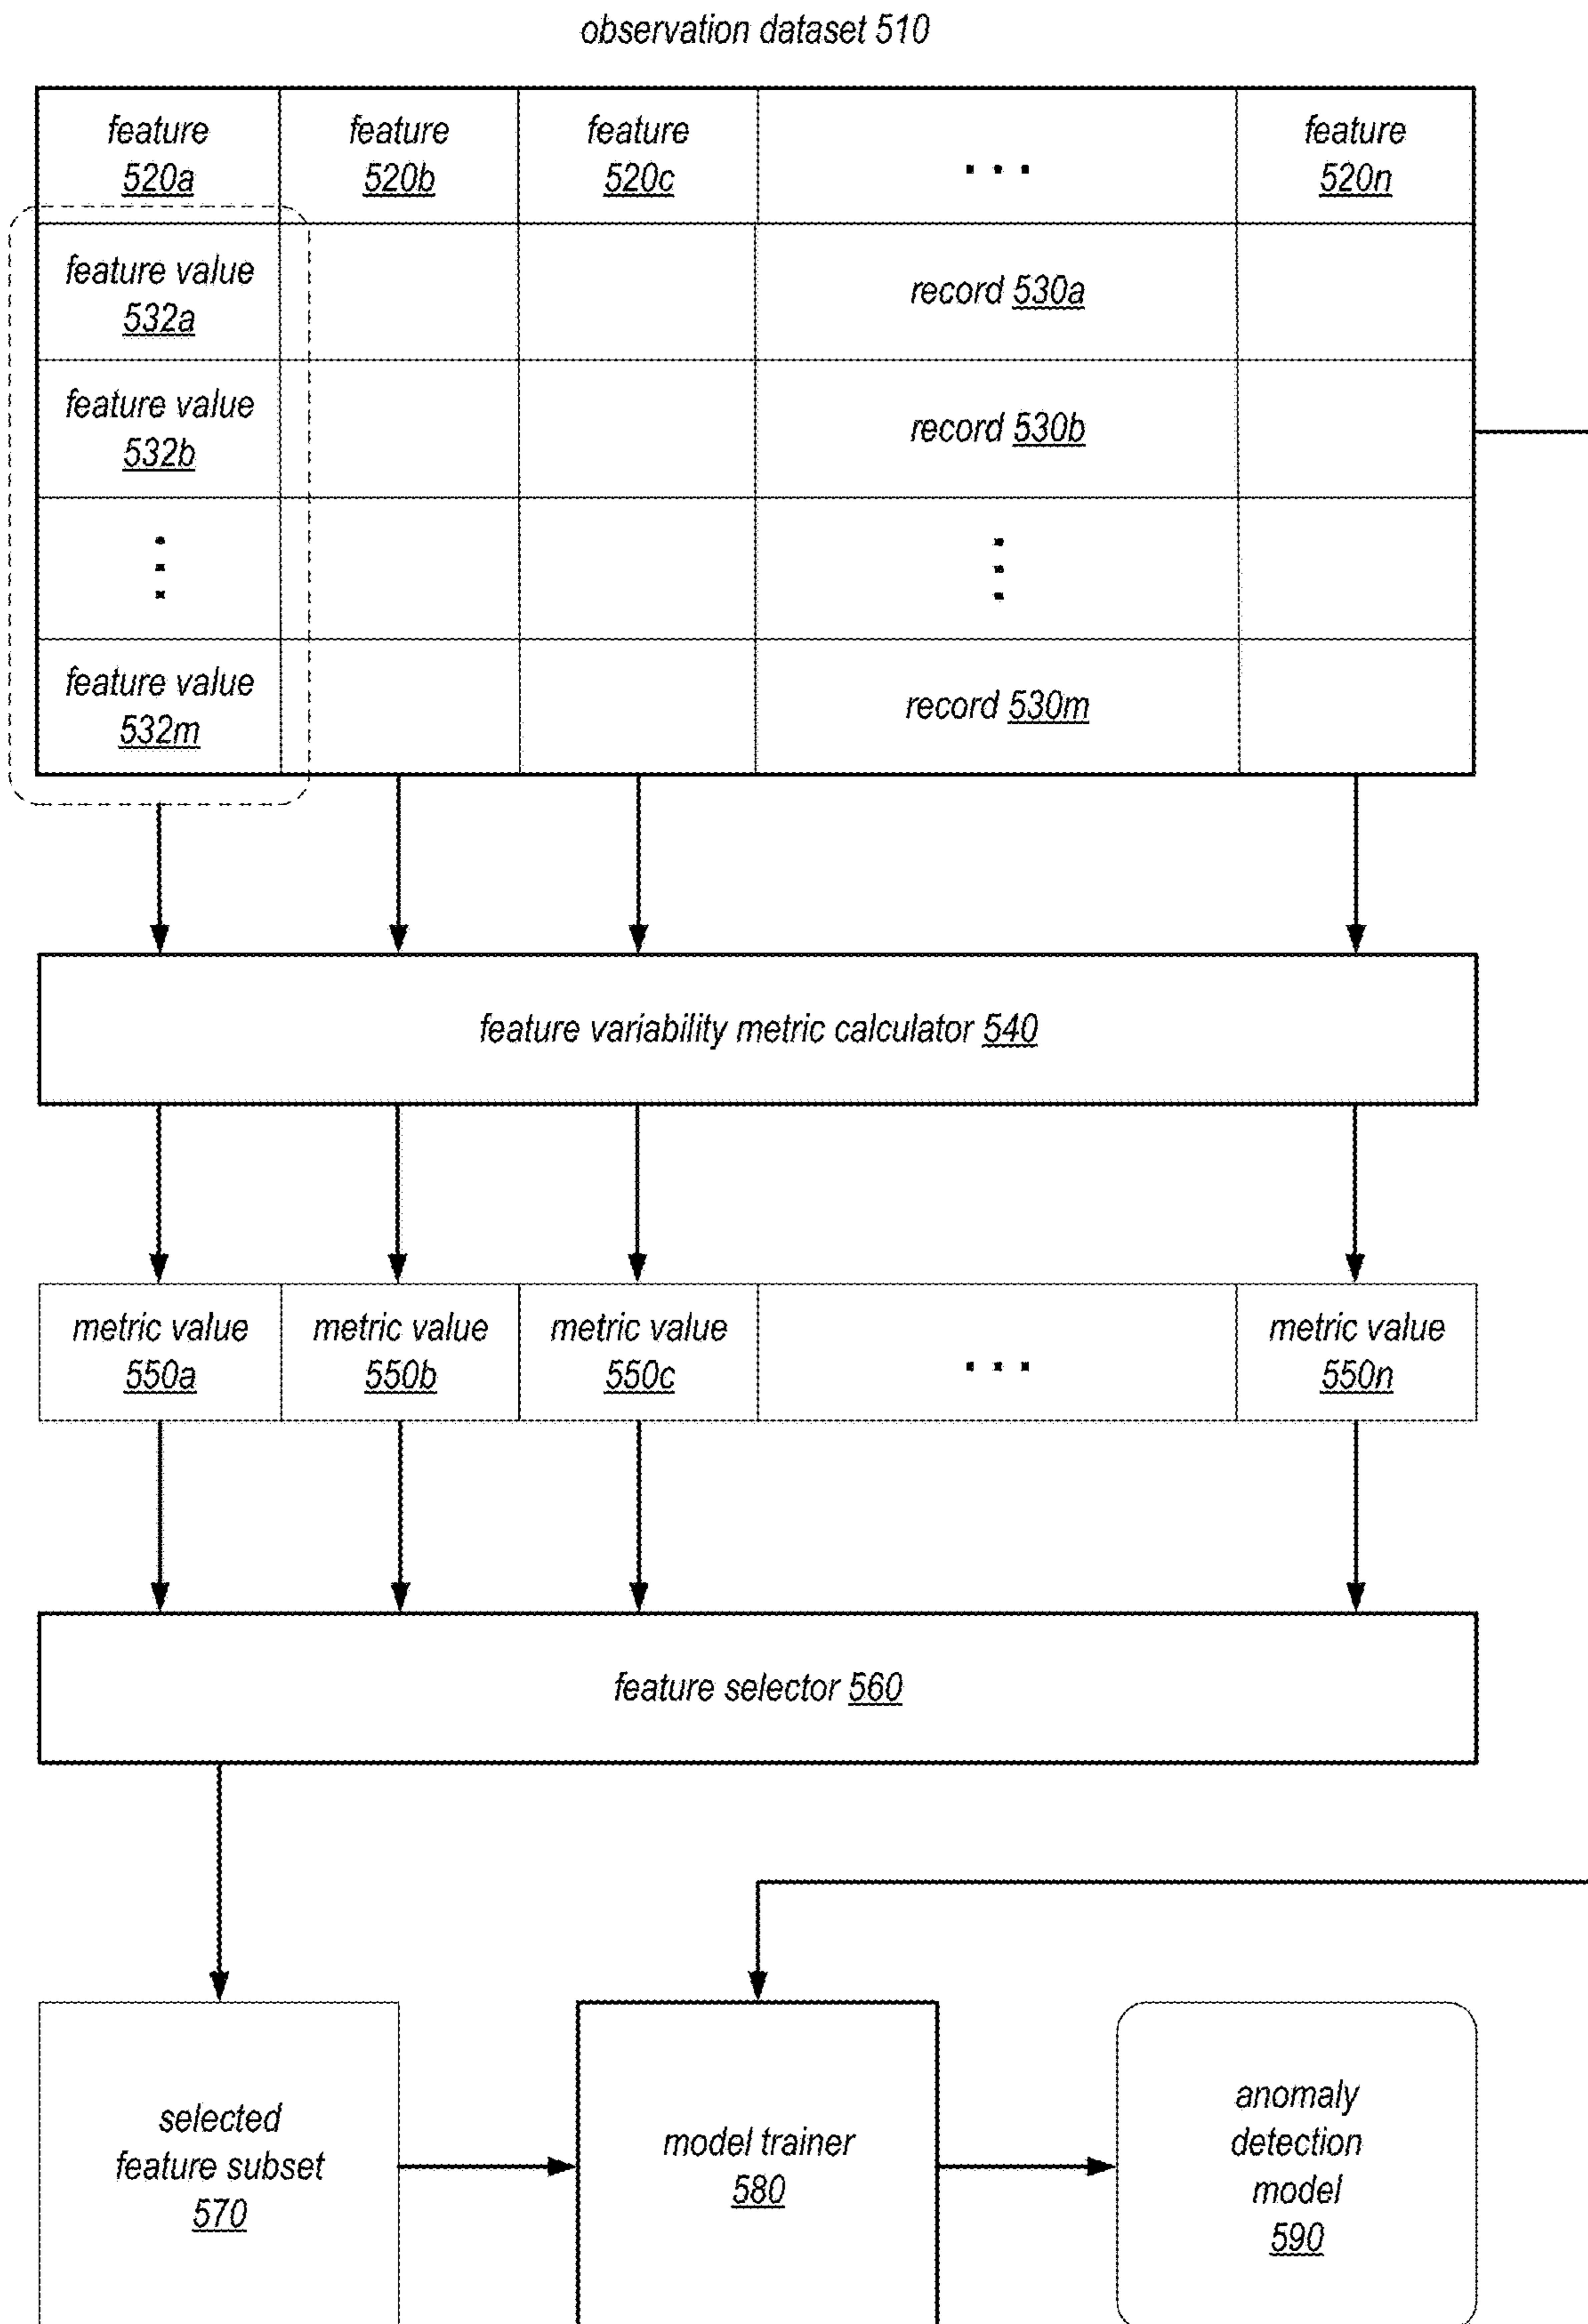 observation dataset 510
feature
520a
feature
520b
feature
520c
...
feature
520n
feature value
532a
record 530a
feature value
532b
record 530b
feature value
532m
record 530m
feature variability metric calculator 540
metric value
550a
metric value
550b
metric value
550c
...
metric value
550n
feature selector 560
selected
feature subset
570
model trainer
580
anomaly
detection
model
590